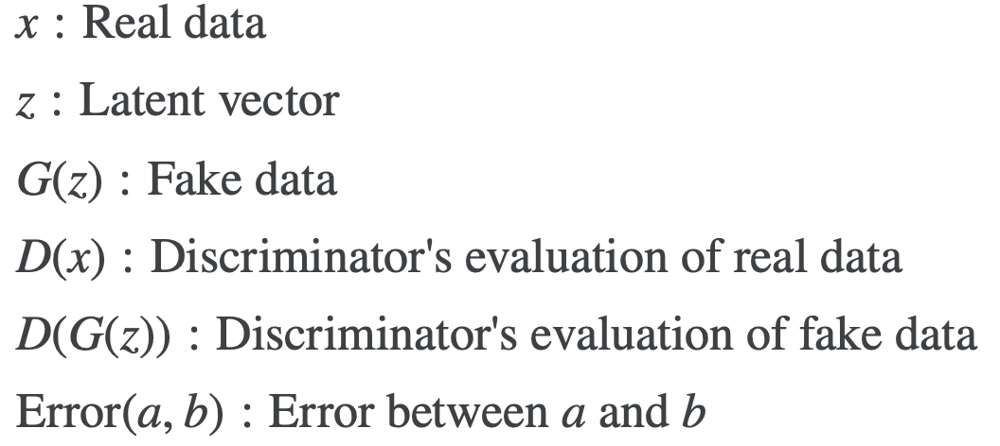 x : Real data
z : Latent vector
G(z) : Fake data
D(x) : Discriminator's evaluation of real data
D(G(z)) : Discriminator's evaluation of fake data
Error(a, b) : Error between a and b